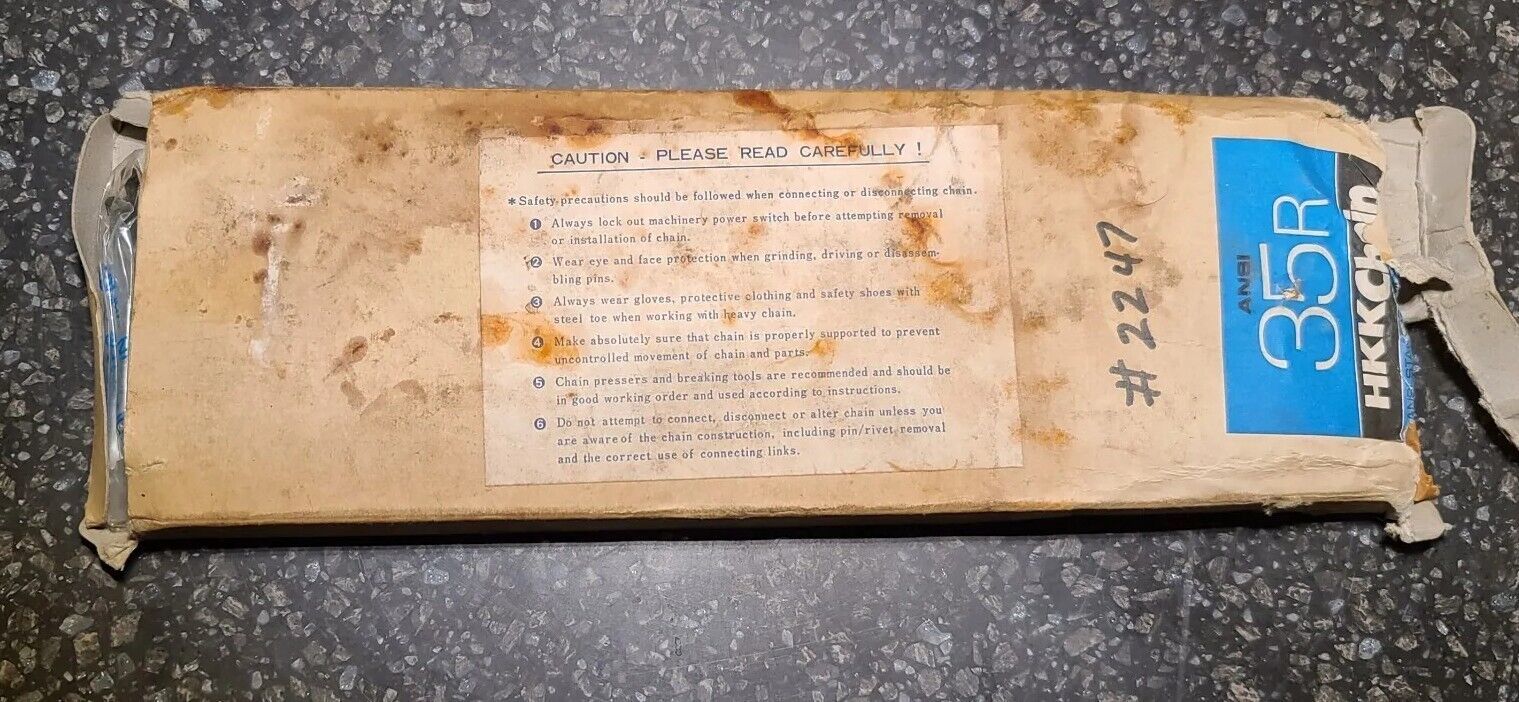 CAUTION - PLEASE READ CAREFULLY !
* Safety precautions should be followed when connecting or disconnecting chain.
1 Always lock out machinery power switch before attempting removal
or installation of chain.
2 Wear eye and face protection when grinding, driving or disassem-
bling pins.
3 Always wear gloves, protective clothing and safety shoes with
steel toe when working with heavy chain.
4 Make absolutely sure that chain is properly supported to prevent
uncontrolled movement of chain and parts.
5 Chain pressers and breaking tools are recommended and should be
in good working order and used according to instructions.
6 Do not attempt to connect, disconnect or alter chain unless you
are aware of the chain construction, including pin/rivet removal
and the correct use of connecting links.
#2247
ANSI
35R
HKKChain